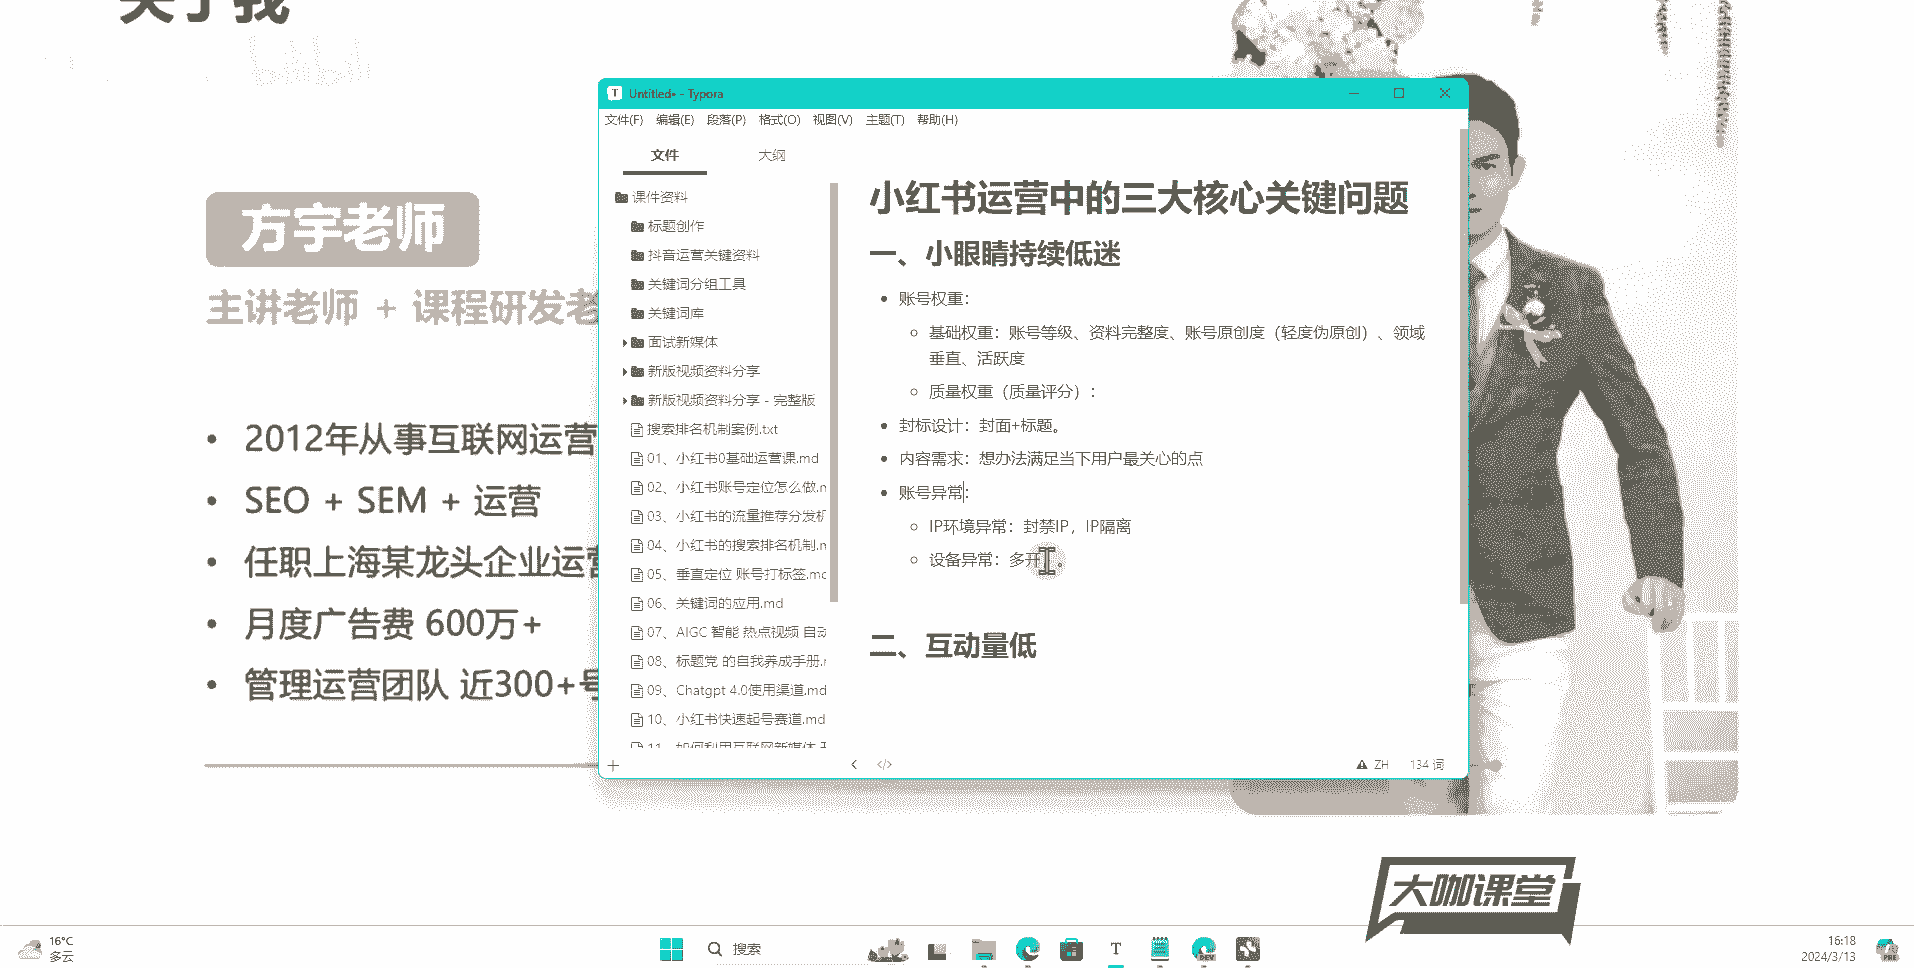 关于我
方宇老师
主讲老师 + 课程研发老
• 2012年从事互联网运营
• SEO + SEM + 运营
• 任职上海某龙头企业运营
• 月度广告费 600万+
• 管理运营团队 近300+号
Untitled• - Typora
文件(F) 编辑(E) 段落(P) 格式(O) 视图(V) 主题(T) 帮助(H)
文件 大纲
课件资料
标题创作
抖音运营关键资料
关键词分组工具
关键词库
面试新媒体
新版视频资料分享
新版视频资料分享 - 完整版
搜索排名机制案例.txt
01、小红书0基础运营课.md
02、小红书账号定位怎么做.m
03、小红书的流量推荐分发机
04、小红书的搜索排名机制.m
05、垂直定位 账号打标签.md
06、关键词的应用.md
07、AIGC 智能 热点视频 自动
08、标题党 的自我养成手册.m
09、Chatgpt 4.0使用渠道.md
10、小红书快速起号赛道.md
11、如何利用互联网新媒体
小红书运营中的三大核心关键问题
一、小眼睛持续低迷
• 账号权重：
基础权重：账号等级、资料完整度、账号原创度（轻度伪原创）、领域
垂直、活跃度
质量权重（质量评分）：
• 封标设计：封面+标题。
• 内容需求：想办法满足当下用户最关心的点
• 账号异常：
IP环境异常：封禁IP，IP隔离
设备异常：多开
二、互动量低
ZH 134 词
大咖课堂
16°C
多云
搜索
T
DEV
16:18
2024/3/13
PRE